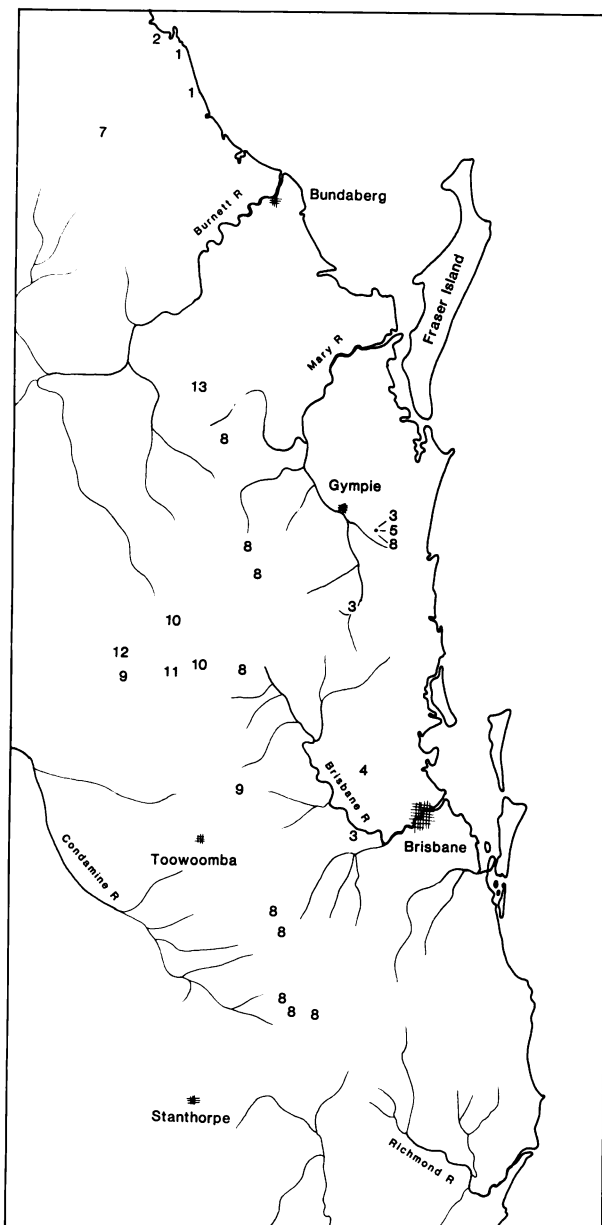 2
1
1
7
Burnett R
Bundaberg
Fraser Island
Mary R
13
8
Gympie
3
5
8
8
8
3
10
12
10
11
9
8
4
9
Brisbane R
3
Brisbane
Toowoomba
Condamine R
8
8
8
8
8
Stanthorpe
Richmond R